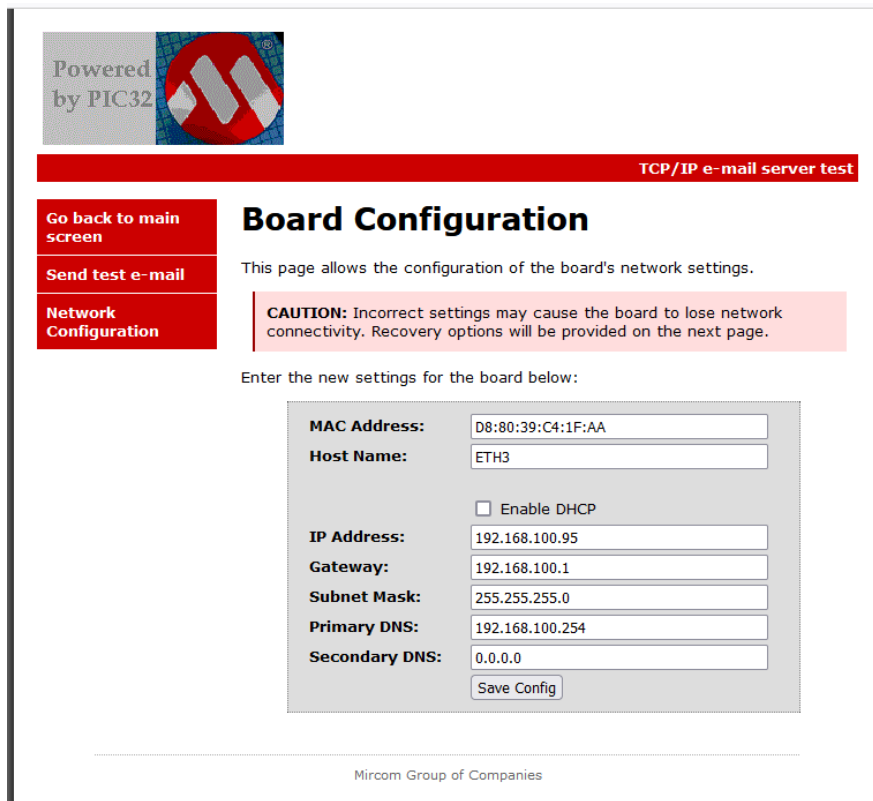 Powered
by PIC32
®
TCP/IP e-mail server test
Go back to main
screen
Send test e-mail
Network
Configuration
Board Configuration
This page allows the configuration of the board's network settings.
CAUTION: Incorrect settings may cause the board to lose network
connectivity. Recovery options will be provided on the next page.
Enter the new settings for the board below:
MAC Address: D8:80:39:C4:1F:AA
Host Name: ETH3
Enable DHCP
IP Address: 192.168.100.95
Gateway: 192.168.100.1
Subnet Mask: 255.255.255.0
Primary DNS: 192.168.100.254
Secondary DNS: 0.0.0.0
Save Config
Mircom Group of Companies